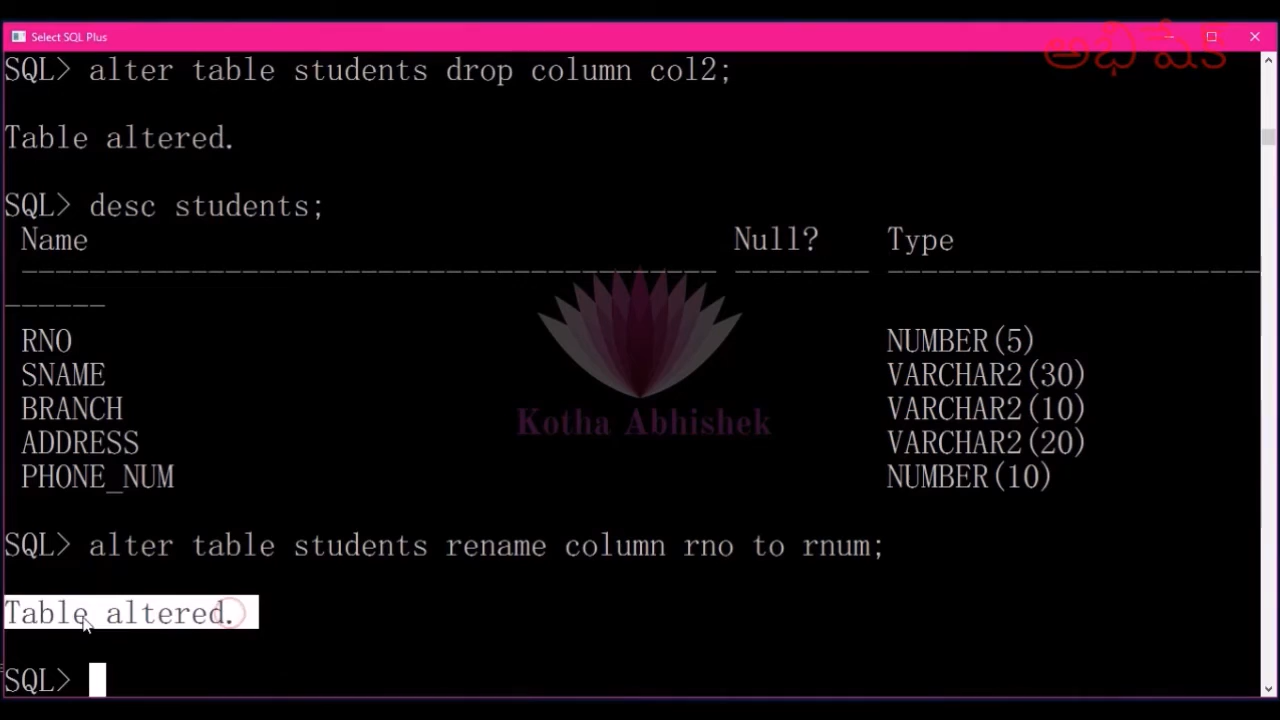 Select SQL Plus
అభిషేక్
SQL> alter table students drop column col2;
Table altered.
SQL> desc students;
Name Null? Type
----------------------------------------- -------- ----------------------
------
RNO NUMBER(5)
SNAME VARCHAR2(30)
BRANCH VARCHAR2(10)
ADDRESS VARCHAR2(20)
PHONE_NUM NUMBER(10)
Kotha Abhishek
SQL> alter table students rename column rno to rnum;
Table altered.
SQL>